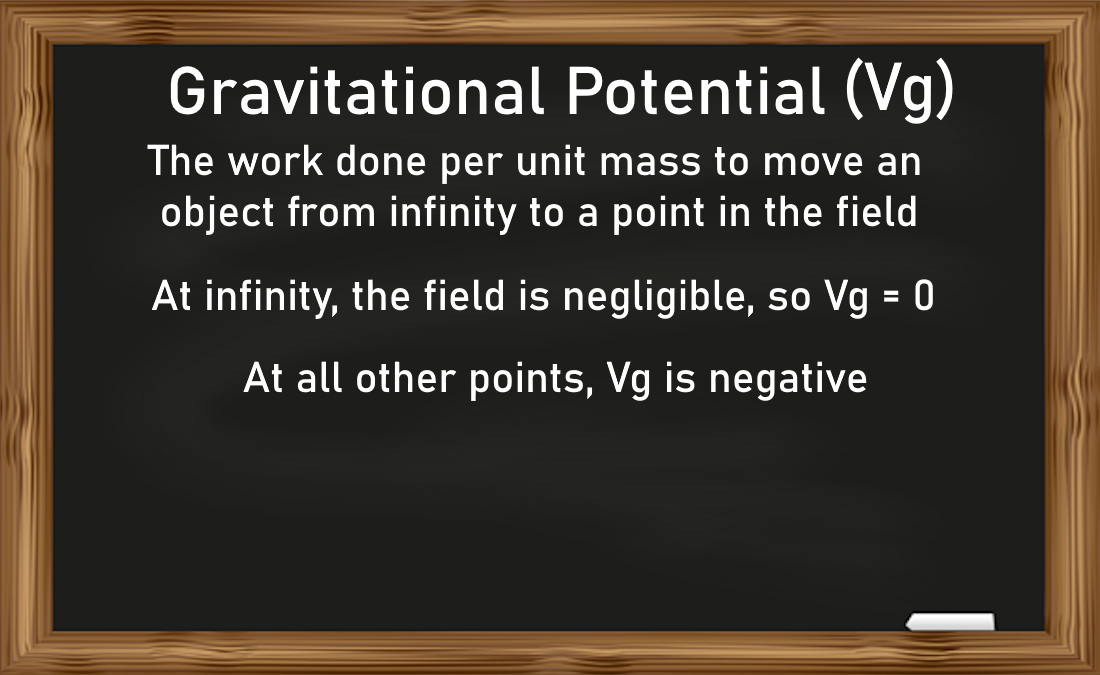 Gravitational Potential (Vg)
The work done per unit mass to move an
object from infinity to a point in the field
At infinity, the field is negligible, so Vg = 0
At all other points, Vg is negative